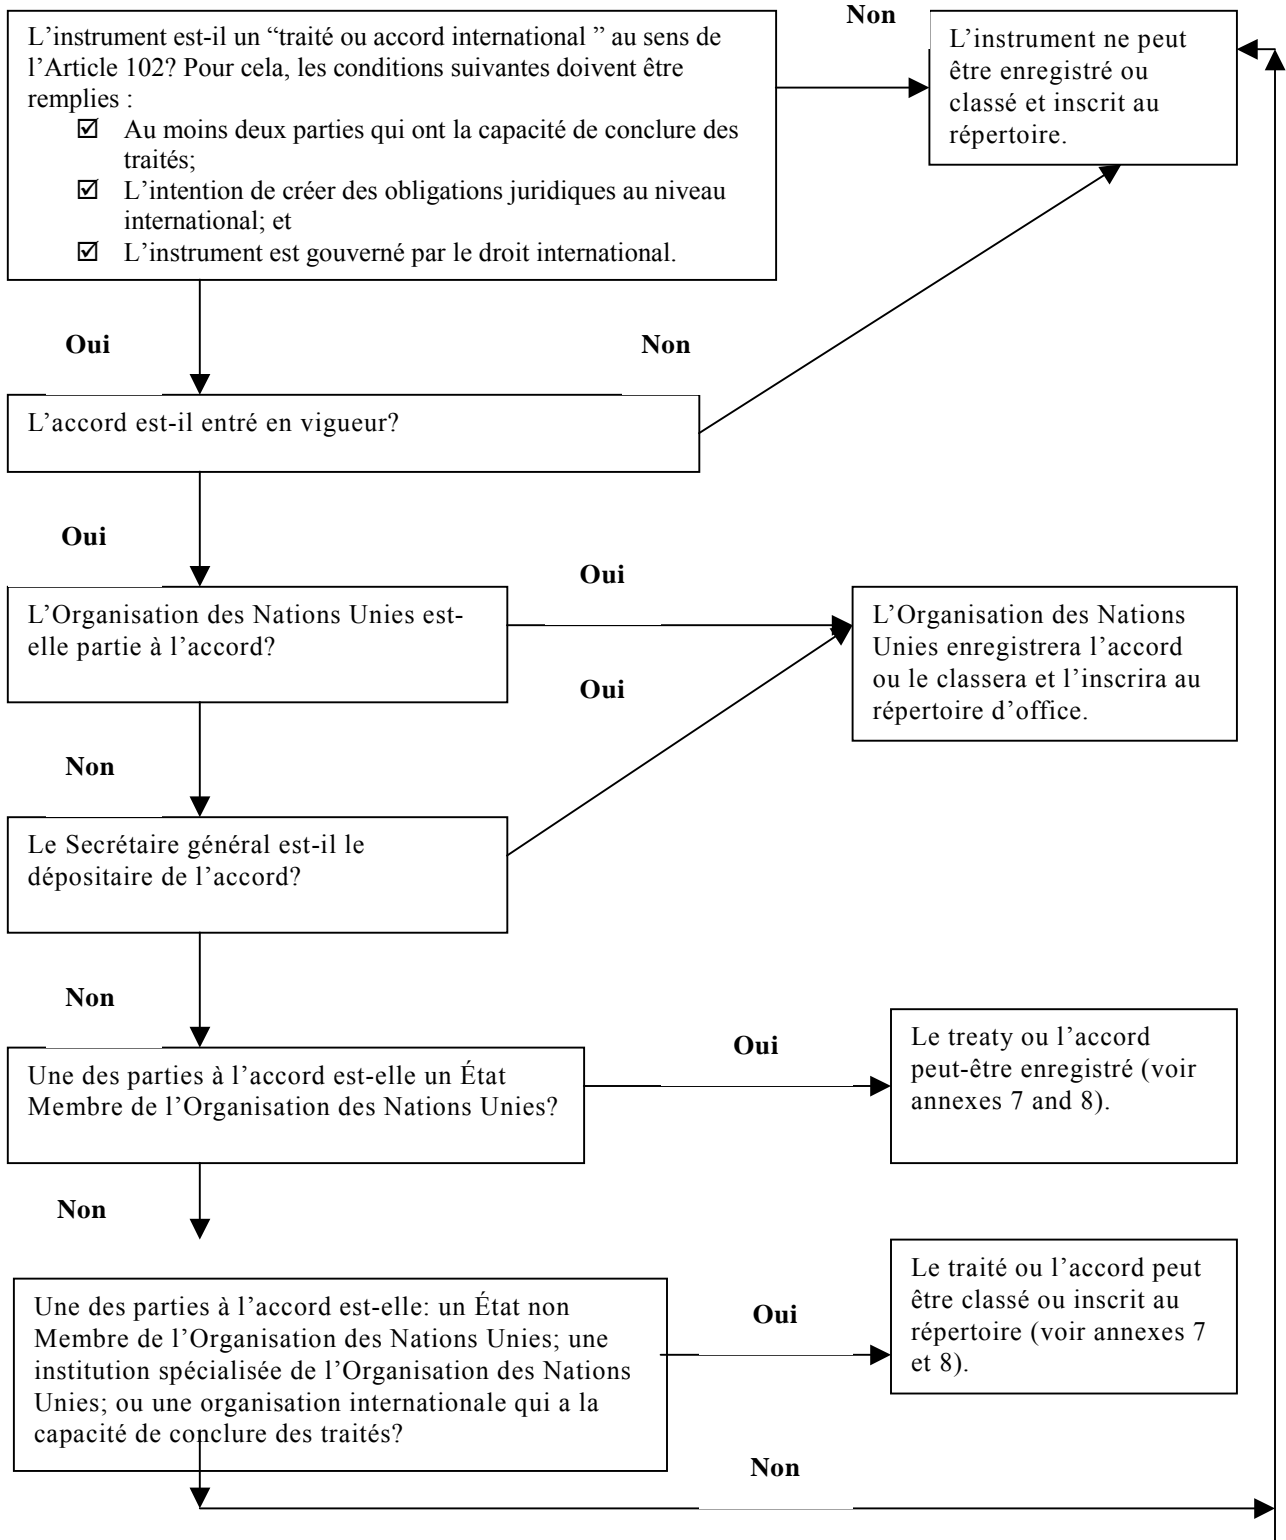 L’instrument est-il un “traité ou accord international ” au sens de
l’Article 102? Pour cela, les conditions suivantes doivent être
remplies :
☑ Au moins deux parties qui ont la capacité de conclure des
traités;
☑ L’intention de créer des obligations juridiques au niveau
international; et
☑ L’instrument est gouverné par le droit international.
Non
L’instrument ne peut
être enregistré ou
classé et inscrit au
répertoire.
Oui
Non
L’accord est-il entré en vigueur?
Oui
L’Organisation des Nations Unies est-
elle partie à l’accord?
Oui
Oui
L’Organisation des Nations
Unies enregistrera l’accord
ou le classera et l’inscrira au
répertoire d’office.
Non
Le Secrétaire général est-il le
dépositaire de l’accord?
Non
Une des parties à l’accord est-elle un État
Membre de l’Organisation des Nations Unies?
Oui
Le treaty ou l’accord
peut-être enregistré (voir
annexes 7 and 8).
Non
Une des parties à l’accord est-elle: un État non
Membre de l’Organisation des Nations Unies; une
institution spécialisée de l’Organisation des Nations
Unies; ou une organisation internationale qui a la
capacité de conclure des traités?
Oui
Le traité ou l’accord peut
être classé ou inscrit au
répertoire (voir annexes 7
et 8).
Non